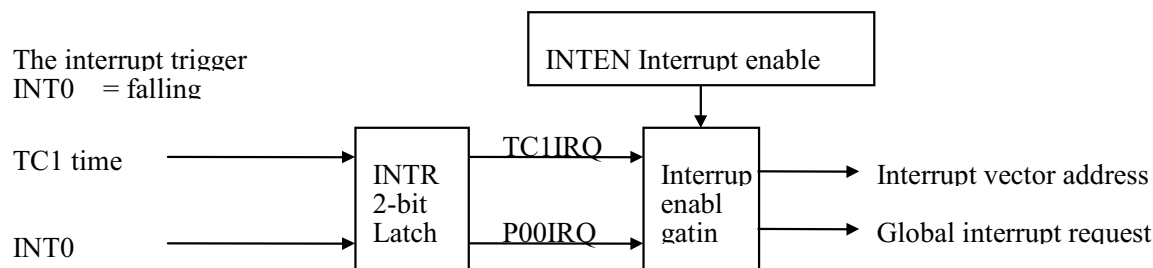 The interrupt trigger
INT0 = falling
INTEN Interrupt enable
TC1 time
INTR
2-bit
Latch
TC1IRQ
P00IRQ
Interrup
enabl
gatin
Interrupt vector address
Global interrupt request
INT0